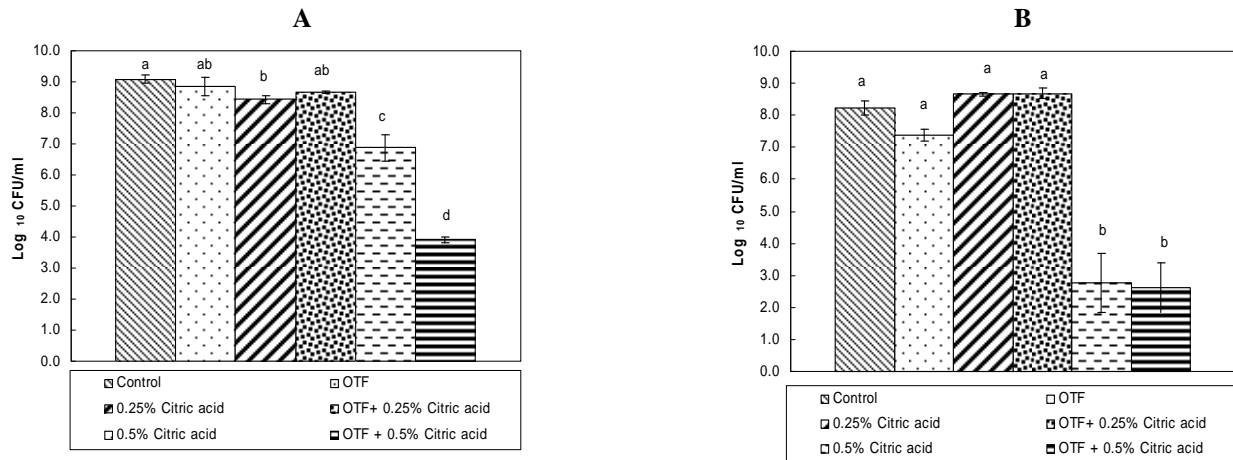 A
10.0
9.0
8.0
7.0
6.0
5.0
4.0
3.0
2.0
1.0
0.0
Log 10 CFU/ml
a
ab
b
ab
c
d
Control
OTF
0.25% Citric acid
OTF+ 0.25% Citric acid
0.5% Citric acid
OTF + 0.5% Citric acid
B
10.0
9.0
8.0
7.0
6.0
5.0
4.0
3.0
2.0
1.0
0.0
Log 10 CFU/ml
a
a
a
a
b
b
Control
OTF
0.25% Citric acid
OTF+ 0.25% Citric acid
0.5% Citric acid
OTF + 0.5% Citric acid